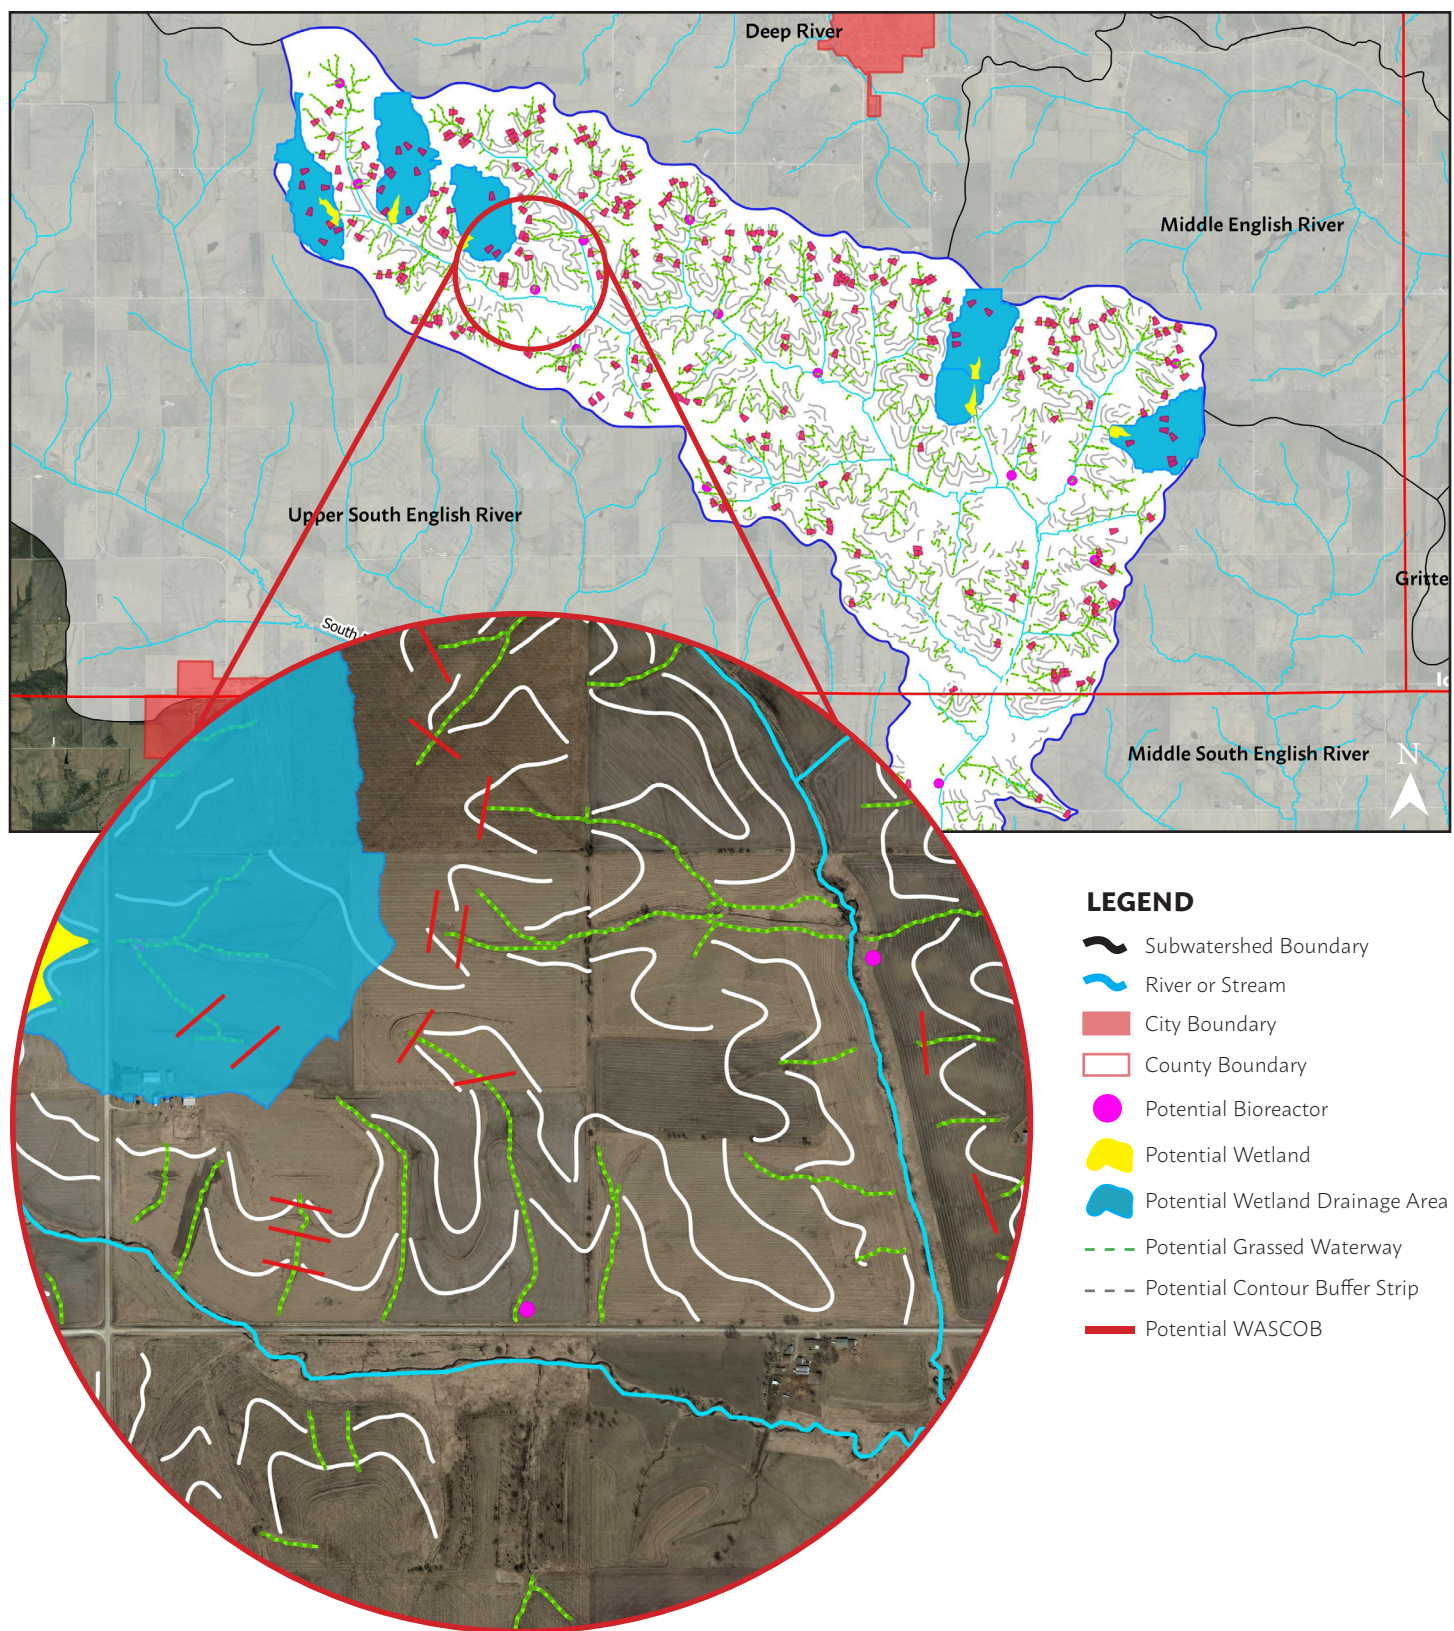 Deep River
Middle English River
Upper South English River
Gritte
South
Middle South English River
N
LEGEND
Subwatershed Boundary
River or Stream
City Boundary
County Boundary
Potential Bioreactor
Potential Wetland
Potential Wetland Drainage Area
Potential Grassed Waterway
Potential Contour Buffer Strip
Potential WASCOB